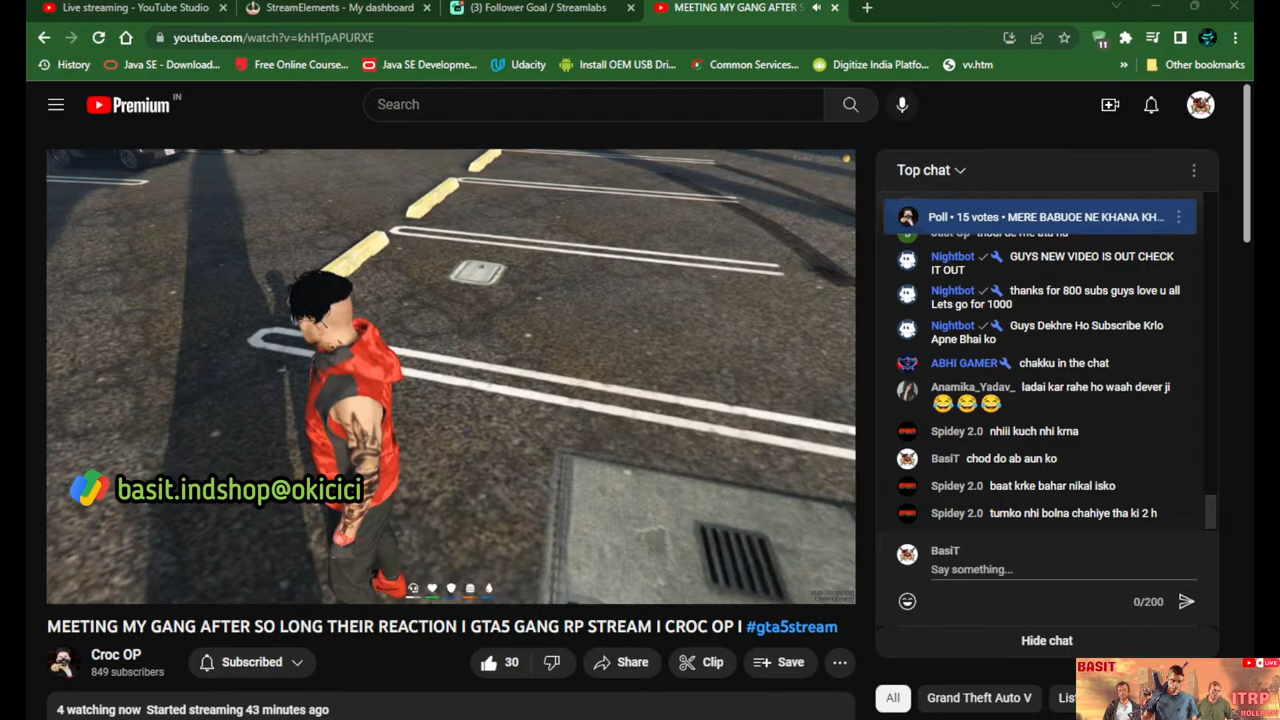 Live streaming - YouTube Studio
StreamElements - My dashboard
(3) Follower Goal / Streamlabs
MEETING MY GANG AFTER S
youtube.com/watch?v=khHTpAPURXE
11
History
Java SE - Download...
Free Online Course...
Java SE Developme...
Udacity
Install OEM USB Dri...
Common Services...
Digitize India Platfo...
vv.htm
»
Other bookmarks
Premium IN
Search
Top chat
Poll • 15 votes • MERE BABUOE NE KHANA KH...
Nightbot GUYS NEW VIDEO IS OUT CHECK
IT OUT
Nightbot thanks for 800 subs guys love u all
Lets go for 1000
Nightbot Guys Dekhre Ho Subscribe Krlo
Apne Bhai ko
ABHI GAMER chakku in the chat
Anamika_Yadav_ ladai kar rahe ho waah dever ji
😂😂😂
Spidey 2.0 nhiii kuch nhi krna
BasiT chod do ab aun ko
Spidey 2.0 baat krke bahar nikal isko
Spidey 2.0 tumko nhi bolna chahiye tha ki 2 h
BasiT
Say something...
0/200
Hide chat
basit.indshop@okicici
MEETING MY GANG AFTER SO LONG THEIR REACTION I GTA5 GANG RP STREAM I CROC OP I #gta5stream
Croc OP
849 subscribers
Subscribed
30
Share
Clip
Save
4 watching now Started streaming 43 minutes ago
All
Grand Theft Auto V
BASIT
LIVE
ITRP
ROLEPLAY